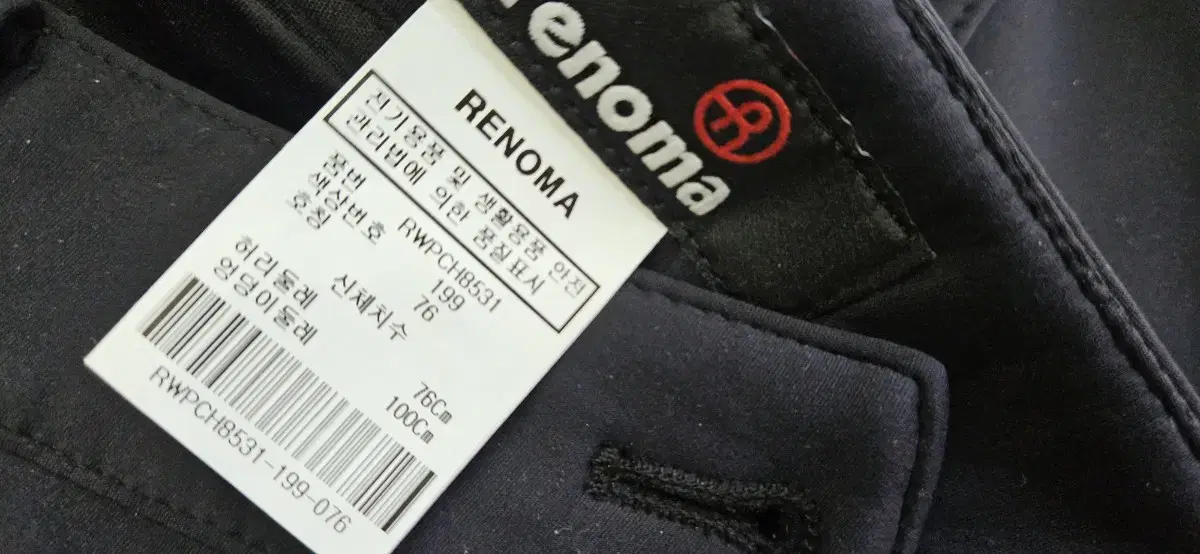 renoma
RENOMA
전기용품 및 생활용품 안전
관리법에 의한 품질표시
품번 RWPCH8531
색상번호 199
호칭 76
신체치수
허리둘레 76Cm
엉덩이둘레 100Cm
RWPCH8531-199-076